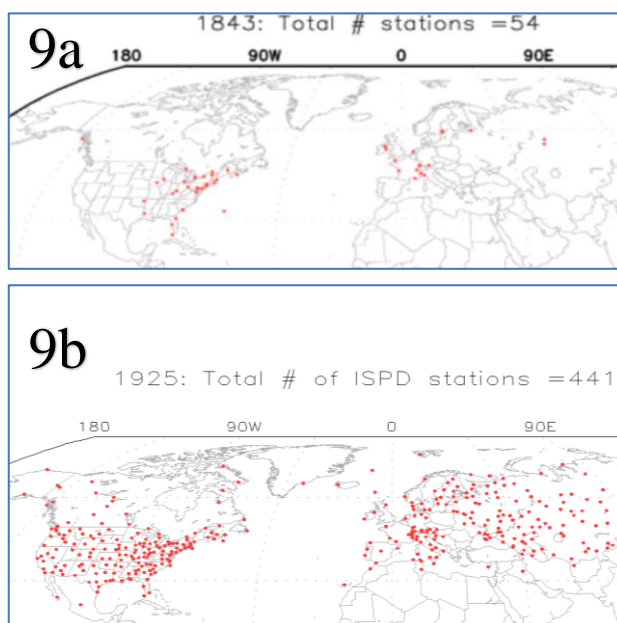 9a
1843: Total # stations =54
180 90W 0 90E
9b
1925: Total # of ISPD stations =441
180 90W 0 90E